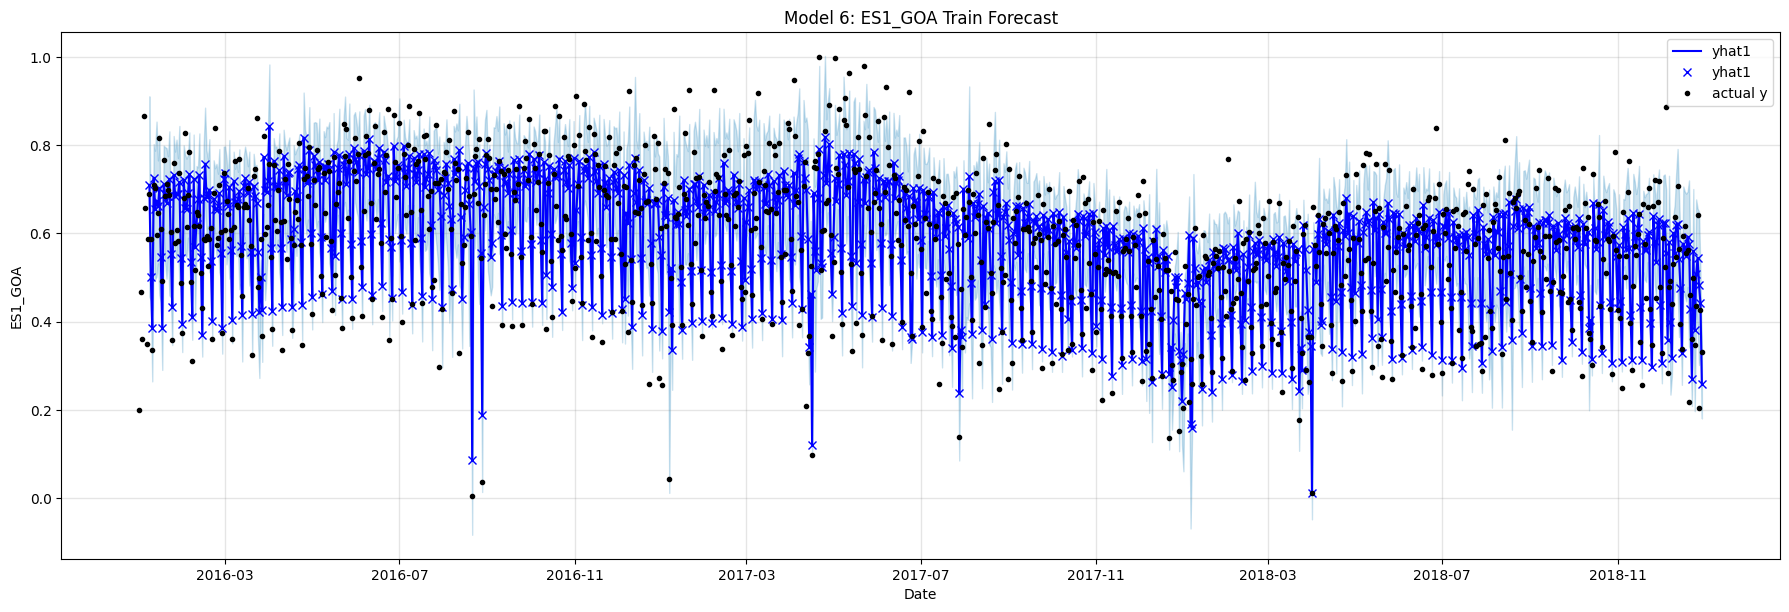 Model 6: ES1_GOA Train Forecast
yhat1
yhat1
actual y
1.0
0.8
0.6
0.4
0.2
0.0
ES1_GOA
2016-03
2016-07
2016-11
2017-03
2017-07
2017-11
2018-03
2018-07
2018-11
Date